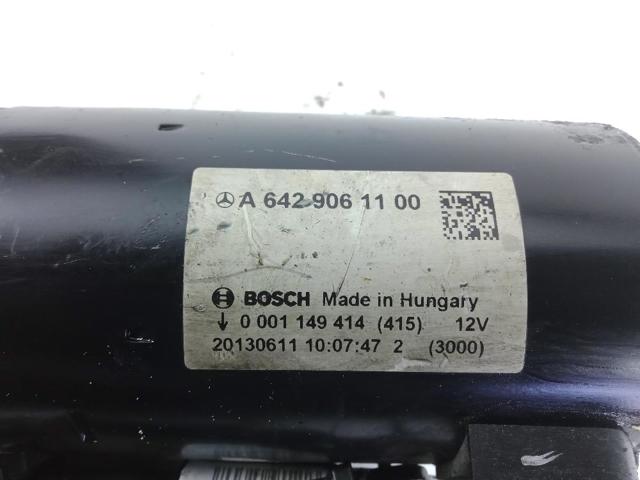 A 642 906 11 00
BOSCH Made in Hungary
0 001 149 414 (415) 12V
20130611 10:07:47 2 (3000)